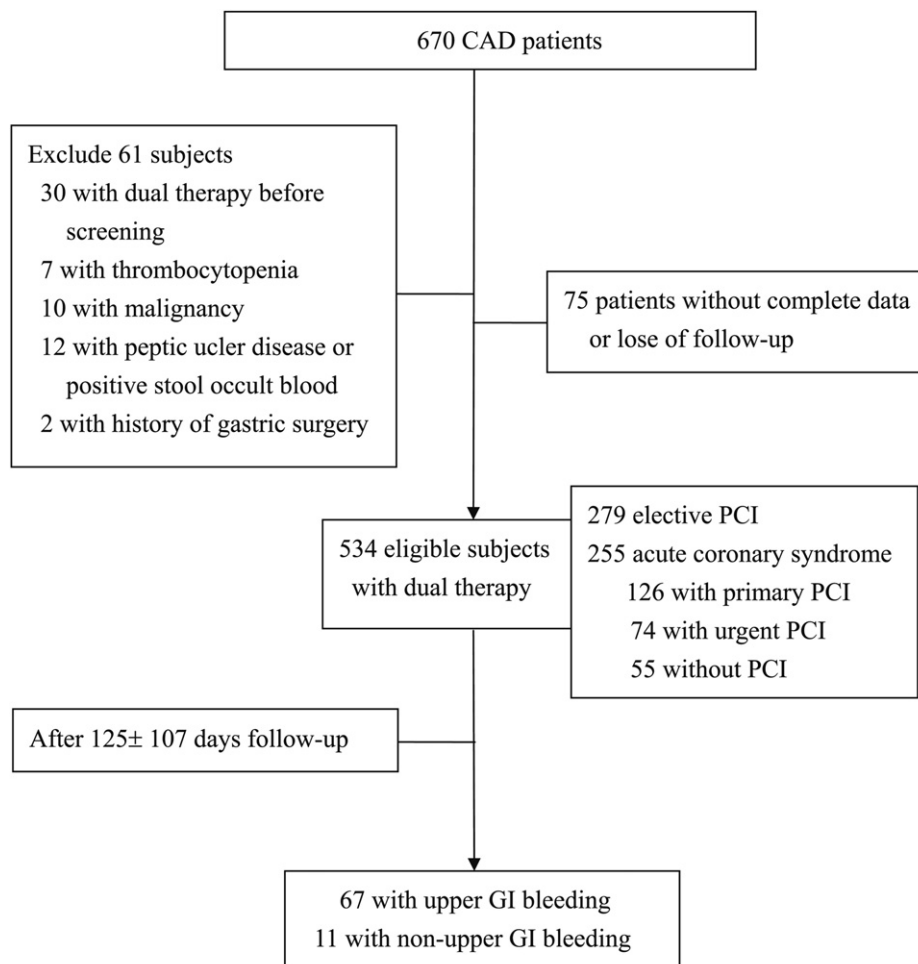 670 CAD patients
Exclude 61 subjects
30 with dual therapy before
screening
7 with thrombocytopenia
10 with malignancy
12 with peptic ucler disease or
positive stool occult blood
2 with history of gastric surgery
75 patients without complete data
or lose of follow-up
534 eligible subjects
with dual therapy
279 elective PCI
255 acute coronary syndrome
126 with primary PCI
74 with urgent PCI
55 without PCI
After 125± 107 days follow-up
67 with upper GI bleeding
11 with non-upper GI bleeding